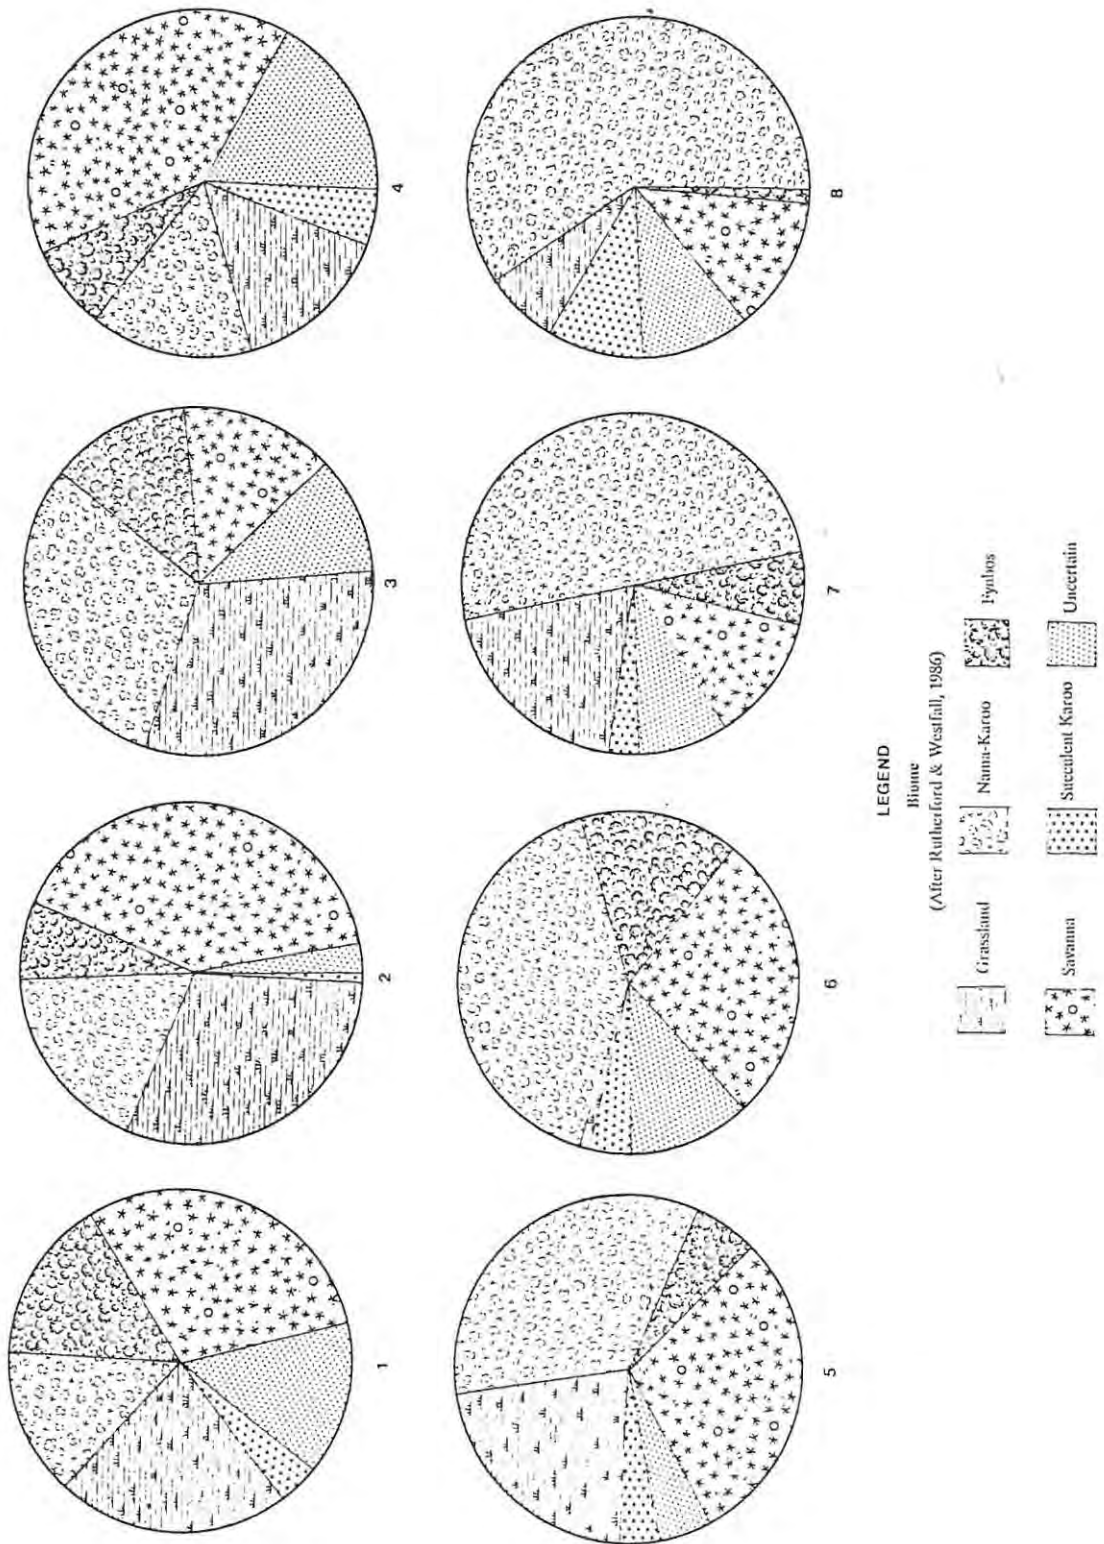 1
2
3
4
5
6
7
8
LEGEND
Biome
(After Rutherford & Westfall, 1986)
Grassland
Nama-Karoo
Fynbos
Savanna
Succulent Karoo
Uncertain